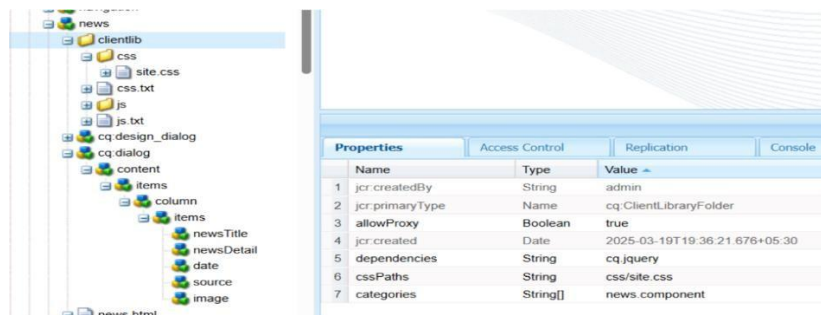 news
clientlib
css
site.css
css.txt
js
js.txt
cq:design_dialog
cq:dialog
content
items
column
items
newsTitle
newsDetail
date
source
image
news.html
Properties Access Control Replication Console
Name Type Value
1 jcr:createdBy String admin
2 jcr:primaryType Name cq:ClientLibraryFolder
3 allowProxy Boolean true
4 jcr:created Date 2025-03-19T19:36:21.676+05:30
5 dependencies String cq.jquery
6 cssPaths String css/site.css
7 categories String[] news.component